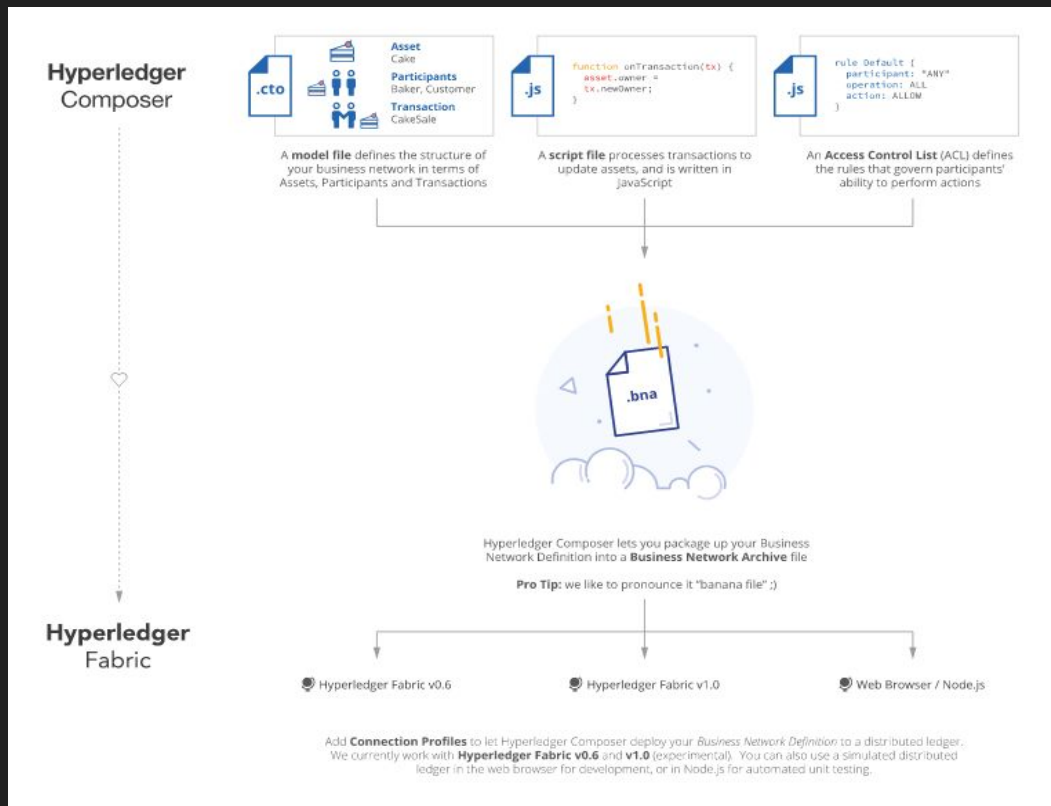 Hyperledger
Composer
.cto
Asset
Cake
Participants
Baker, Customer
Transaction
CakeSale
A model file defines the structure of
your business network in terms of
Assets, Participants and Transactions
.js
function onTransaction(tx) {
asset.owner =
tx.newOwner;
}
A script file processes transactions to
update assets, and is written in
JavaScript
.js
rule Default {
participant: "ANY"
operation: ALL
action: ALLOW
}
An Access Control List (ACL) defines
the rules that govern participants'
ability to perform actions
.bna
Hyperledger Composer lets you package up your Business
Network Definition into a Business Network Archive file
Pro Tip: we like to pronounce it "banana file" ;)
Hyperledger
Fabric
Hyperledger Fabric v0.6
Hyperledger Fabric v1.0
Web Browser / Node.js
Add Connection Profiles to let Hyperledger Composer deploy your Business Network Definition to a distributed ledger.
We currently work with Hyperledger Fabric v0.6 and v1.0 (experimental). You can also use a simulated distributed
ledger in the web browser for development, or in Node.js for automated unit testing.